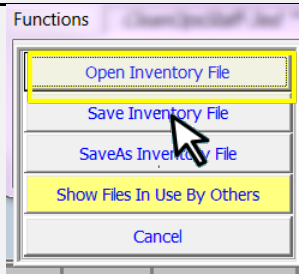 Functions
Open Inventory File
Save Inventory File
SaveAs Inventory File
Show Files In Use By Others
Cancel